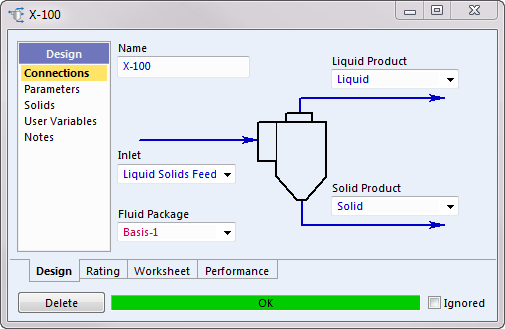 X-100
Design
Connections
Parameters
Solids
User Variables
Notes
Name
X-100
Inlet
Liquid Solids Feed
Fluid Package
Basis-1
Liquid Product
Liquid
Solid Product
Solid
Design Rating Worksheet Performance
Delete OK Ignored